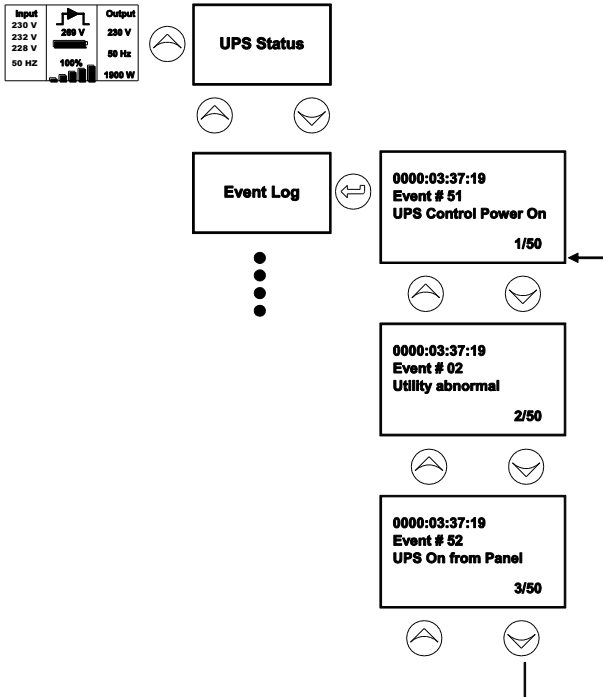 Input
230 V
232 V
228 V
50 HZ
269 V
100%
Output
230 V
50 Hz
1900 W
UPS Status
Event Log
0000:03:37:19
Event # 51
UPS Control Power On
1/50
0000:03:37:19
Event # 02
Utility abnormal
2/50
0000:03:37:19
Event # 52
UPS On from Panel
3/50